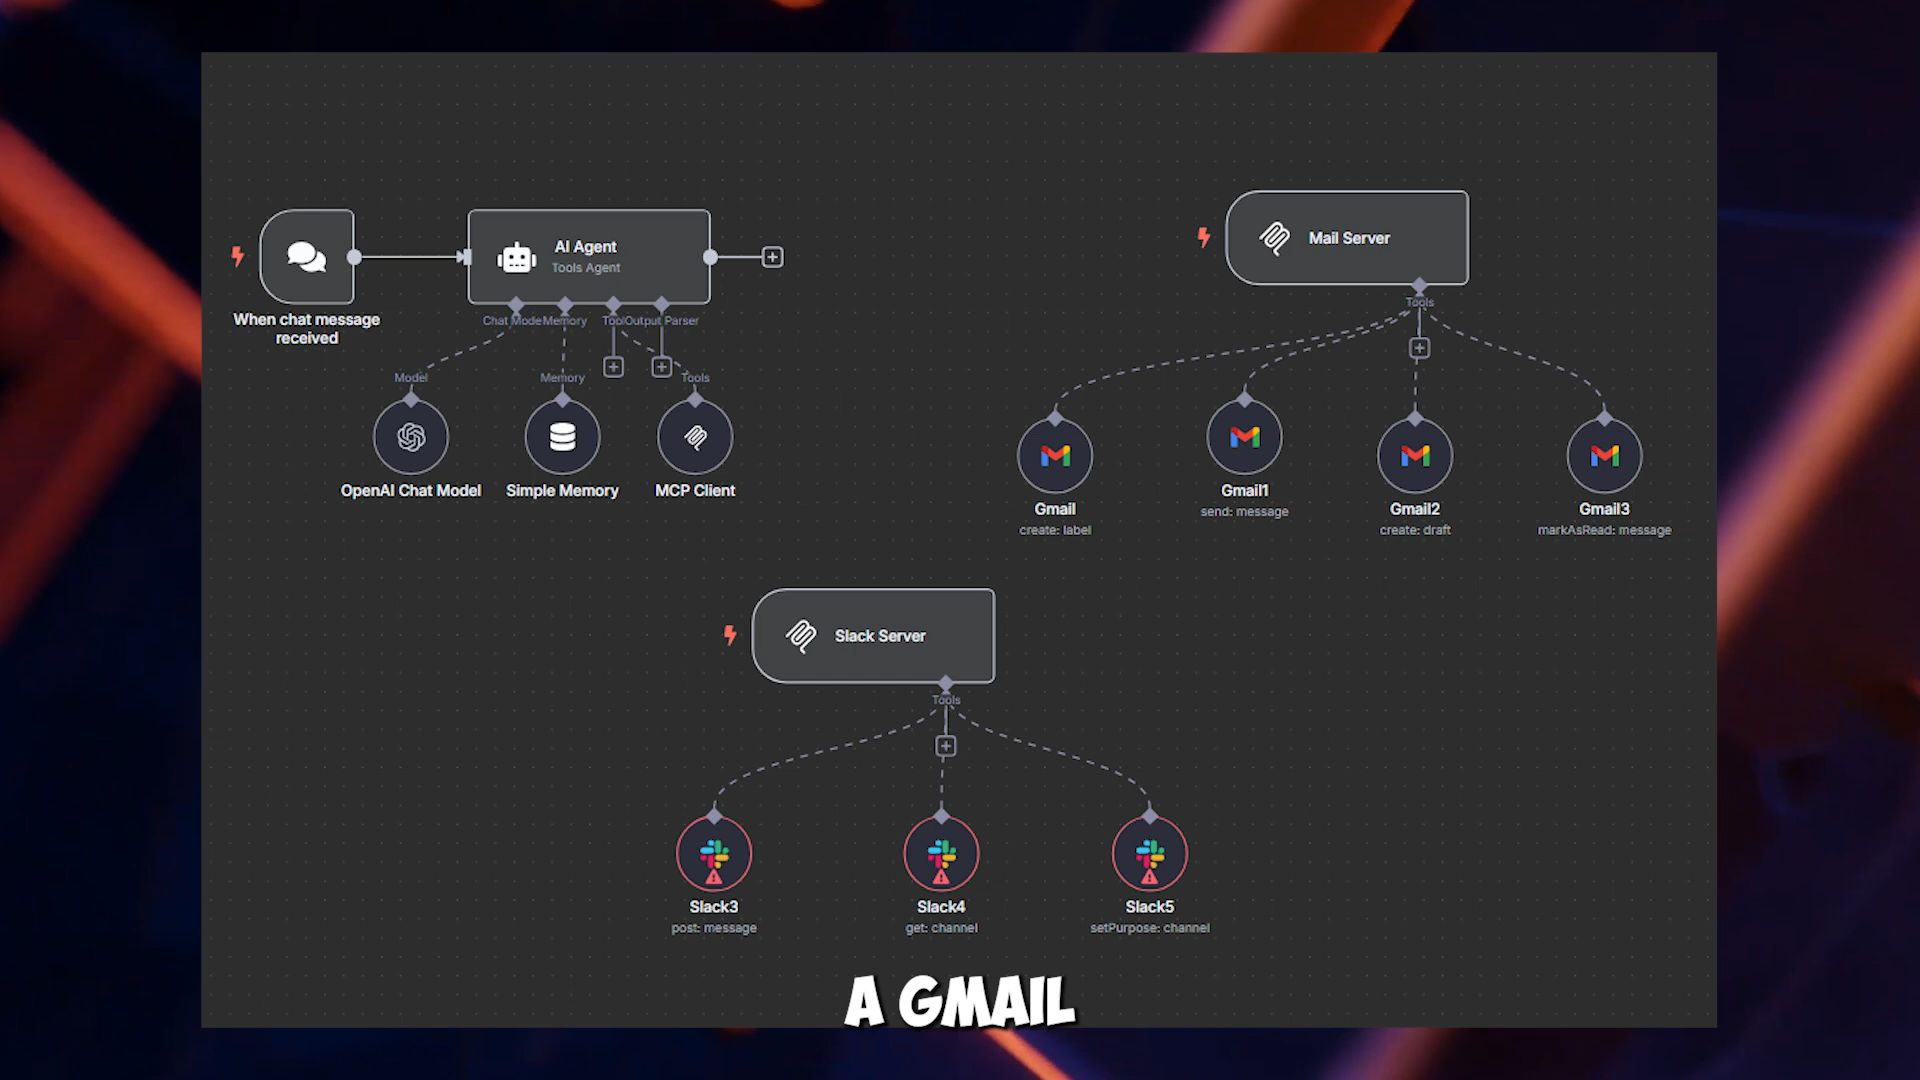 When chat message
received
AI Agent
Tools Agent
Chat Mode
Memory
Tool
Output Parser
Model
Memory
Tools
OpenAI Chat Model
Simple Memory
MCP Client
Mail Server
Tools
Gmail
create: label
Gmail1
send: message
Gmail2
create: draft
Gmail3
markAsRead: message
Slack Server
Tools
Slack3
post: message
Slack4
get: channel
Slack5
setPurpose: channel
A GMAIL